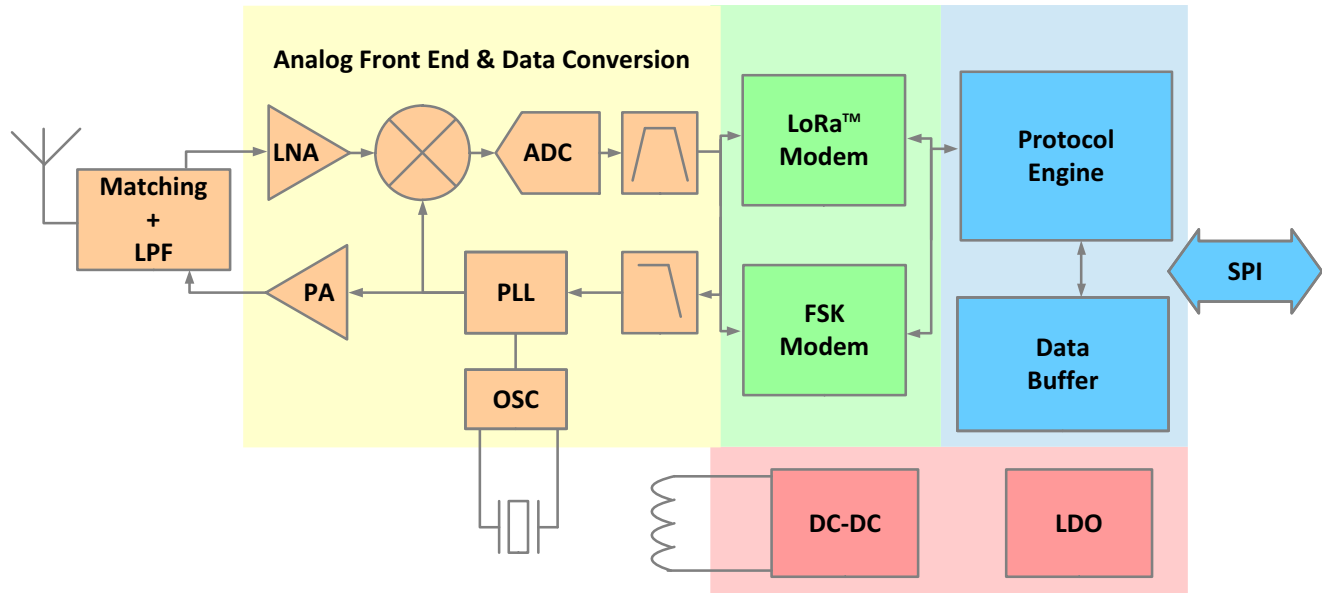 Analog Front End & Data Conversion
LNA
ADC
LoRa™
Modem
Protocol
Engine
Matching
+
LPF
PA
PLL
FSK
Modem
SPI
Data
Buffer
OSC
DC-DC
LDO